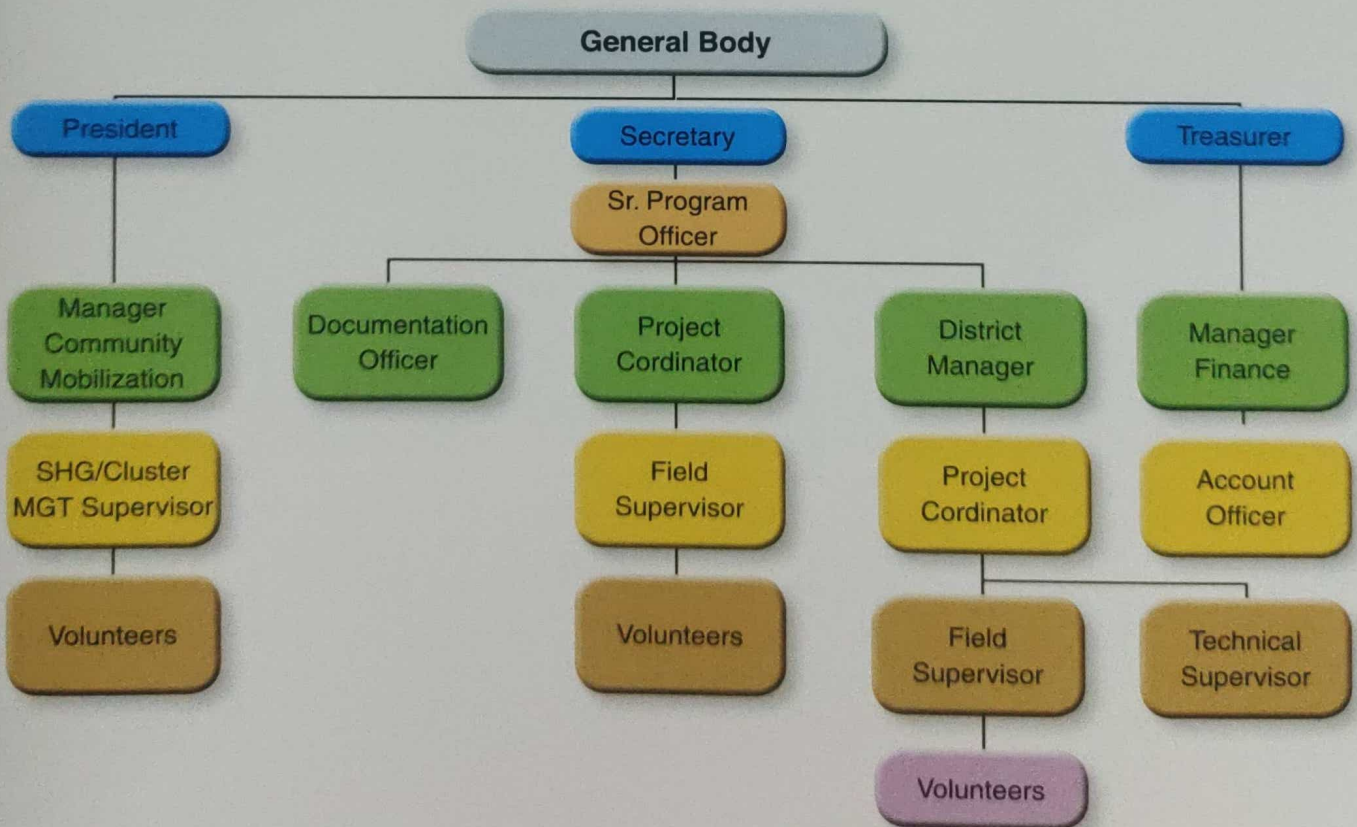 General Body
President
Secretary
Treasurer
Sr. Program
Officer
Manager
Community
Mobilization
Documentation
Officer
Project
Cordinator
District
Manager
Manager
Finance
SHG/Cluster
MGT Supervisor
Field
Supervisor
Project
Cordinator
Account
Officer
Volunteers
Volunteers
Field
Supervisor
Technical
Supervisor
Volunteers